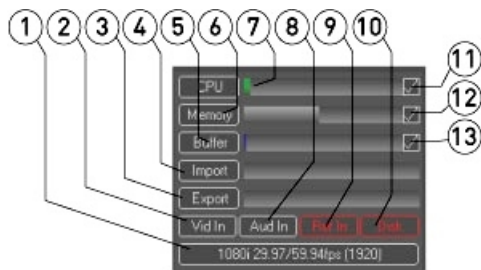 1 2 3 4 5 6 7 8 9 10
11
12
13
CPU
Memory
Buffer
Import
Export
Vid In Aud In Ref In Disk
1080i 29.97/59.94fps (1920)